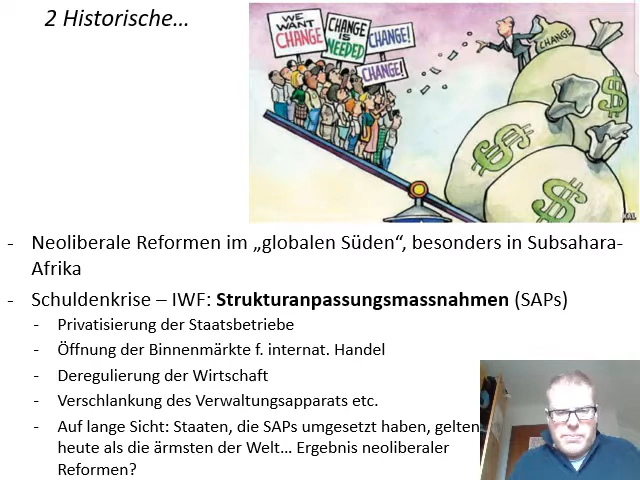 2 Historische…
WE
WANT
CHANGE
CHANGE
IS
NEEDED
CHANGE!
CHANGE!
CHANGE
$
$
$
KAL
- Neoliberale Reformen im „globalen Süden“, besonders in Subsahara-
Afrika
- Schuldenkrise – IWF: Strukturanpassungsmassnahmen (SAPs)
- Privatisierung der Staatsbetriebe
- Öffnung der Binnenmärkte f. internat. Handel
- Deregulierung der Wirtschaft
- Verschlankung des Verwaltungsapparats etc.
- Auf lange Sicht: Staaten, die SAPs umgesetzt haben, gelten
heute als die ärmsten der Welt… Ergebnis neoliberaler
Reformen?